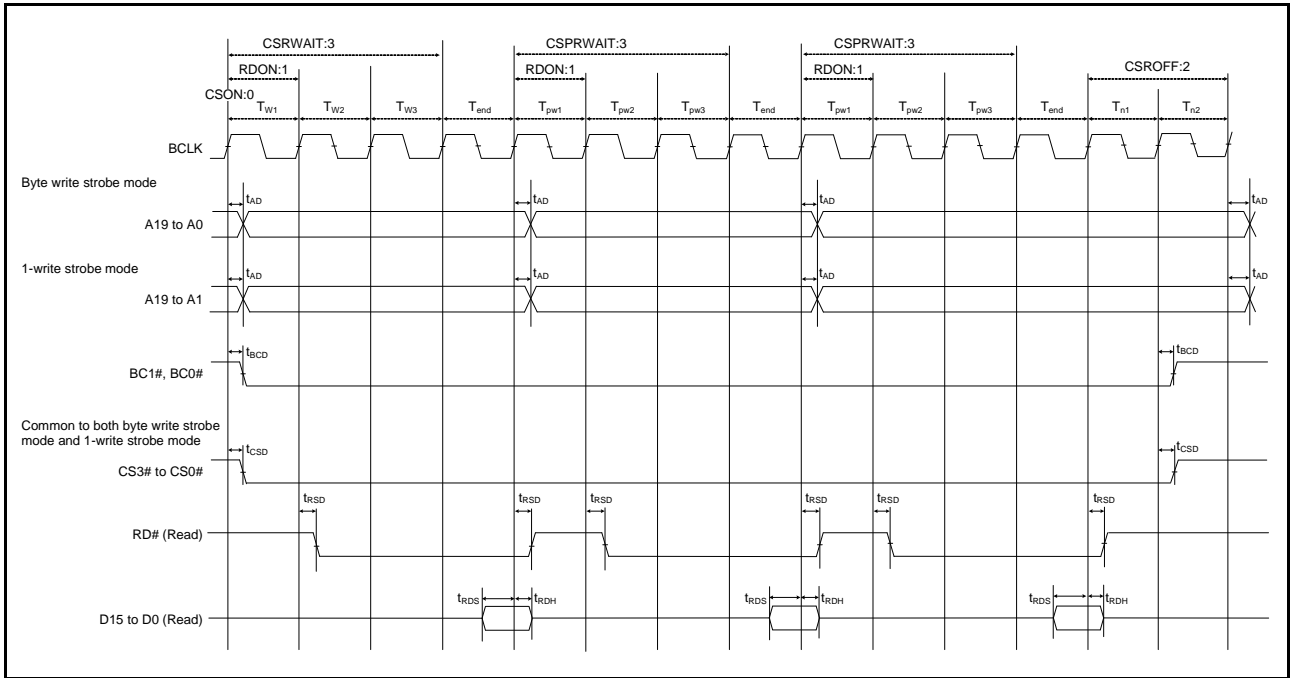 CSRWAIT:3 CSPRWAIT:3 CSPRWAIT:3
RDON:1 RDON:1 RDON:1 CSROFF:2
CSON:0
TW1 TW2 TW3 Tend Tpw1 Tpw2 Tpw3 Tend Tpw1 Tpw2 Tpw3 Tend Tn1 Tn2
BCLK
Byte write strobe mode
tAD tAD tAD tAD
A19 to A0
1-write strobe mode
tAD tAD tAD tAD
A19 to A1
tBCD tBCD
BC1#, BC0#
Common to both byte write strobe
mode and 1-write strobe mode
tCSD tCSD
CS3# to CS0#
tRSD tRSD tRSD tRSD tRSD tRSD
RD# (Read)
tRDS tRDH tRDS tRDH tRDS tRDH
D15 to D0 (Read)